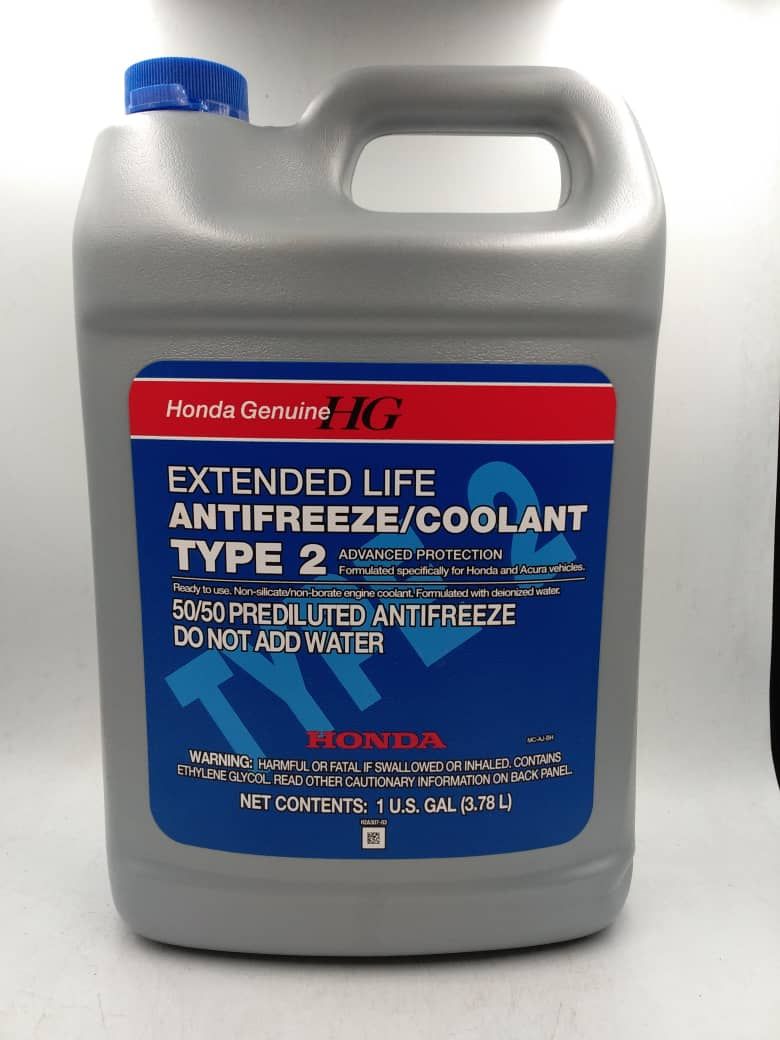 Honda Genuine HG
EXTENDED LIFE
ANTIFREEZE/COOLANT
TYPE 2 ADVANCED PROTECTION
Formulated specifically for Honda and Acura vehicles.
Ready to use. Non-silicate/non-borate engine coolant. Formulated with deionized water.
50/50 PREDILUTED ANTIFREEZE
DO NOT ADD WATER
TYPE 2
HONDA
WARNING: HARMFUL OR FATAL IF SWALLOWED OR INHALED. CONTAINS
ETHYLENE GLYCOL. READ OTHER CAUTIONARY INFORMATION ON BACK PANEL.
NET CONTENTS: 1 U.S. GAL (3.78 L)